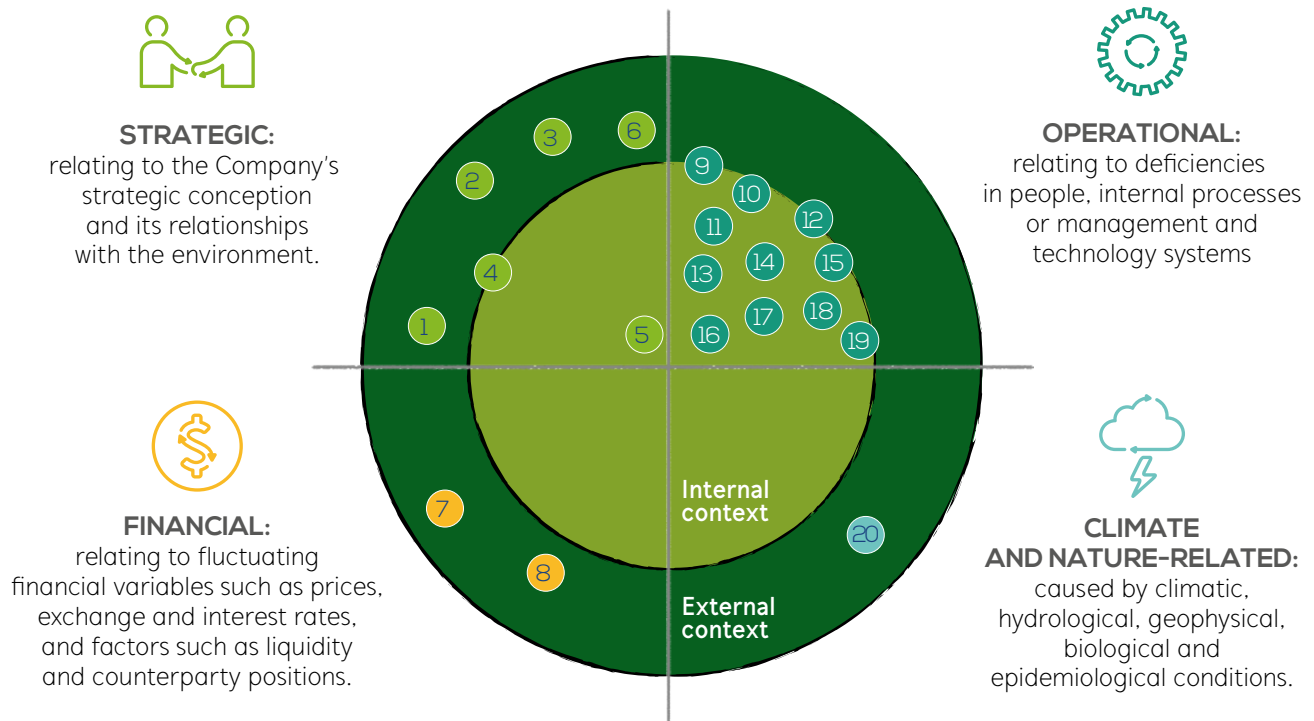 STRATEGIC:
relating to the Company's
strategic conception
and its relationships
with the environment.
OPERATIONAL:
relating to deficiencies
in people, internal processes
or management and
technology systems
3
6
2
4
1
5
9
10
11
12
13
14
15
16
17
18
19
FINANCIAL:
relating to fluctuating
financial variables such as prices,
exchange and interest rates,
and factors such as liquidity
and counterparty positions.
7
8
Internal
context
External
context
20
CLIMATE
AND NATURE-RELATED:
caused by climatic,
hydrological, geophysical,
biological and
epidemiological conditions.